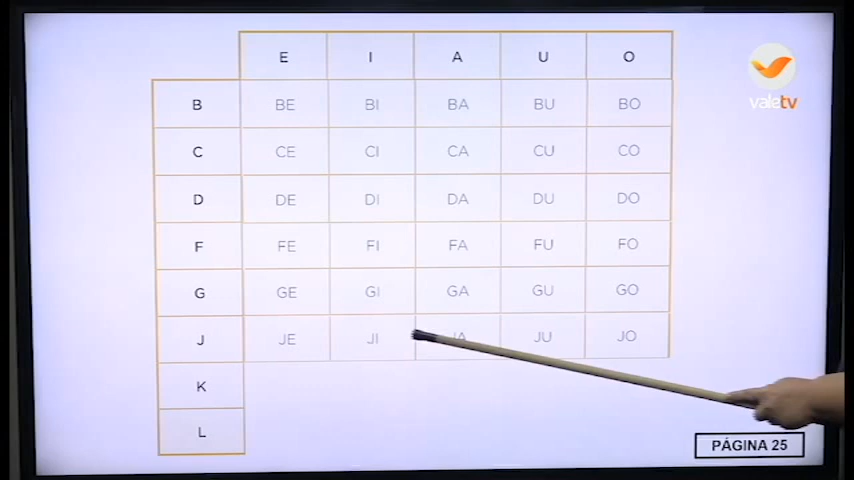 E I A U O
B BE BI BA BU BO
C CE CI CA CU CO
D DE DI DA DU DO
F FE FI FA FU FO
G GE GI GA GU GO
J JE JI JA JU JO
K
L
valetv
PÁGINA 25